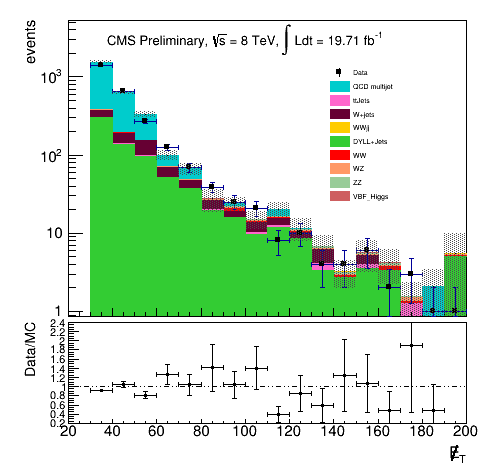 events
CMS Preliminary, √s = 8 TeV, ∫ Ldt = 19.71 fb⁻¹
Data
QCD multijet
ttJets
W+jets
WWjj
DYLL+Jets
WW
WZ
ZZ
VBF_Higgs
10³
10²
10
1
Data/MC
2.4
2.2
2
1.8
1.6
1.4
1.2
1
0.8
0.6
0.4
0.2
20 40 60 80 100 120 140 160 180 200
E̸_T